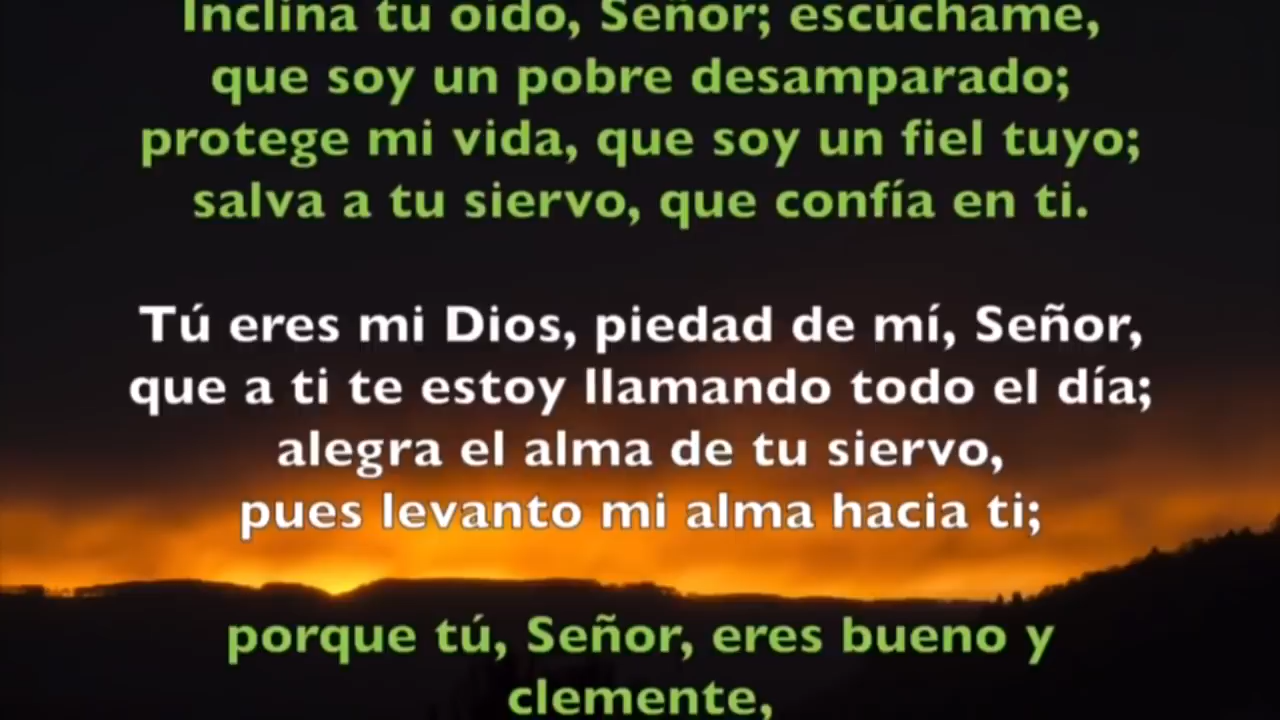 Inclina tu oído, Señor; escúchame,
que soy un pobre desamparado;
protege mi vida, que soy un fiel tuyo;
salva a tu siervo, que confía en ti.
Tú eres mi Dios, piedad de mí, Señor,
que a ti te estoy llamando todo el día;
alegra el alma de tu siervo,
pues levanto mi alma hacia ti;
porque tú, Señor, eres bueno y
clemente,